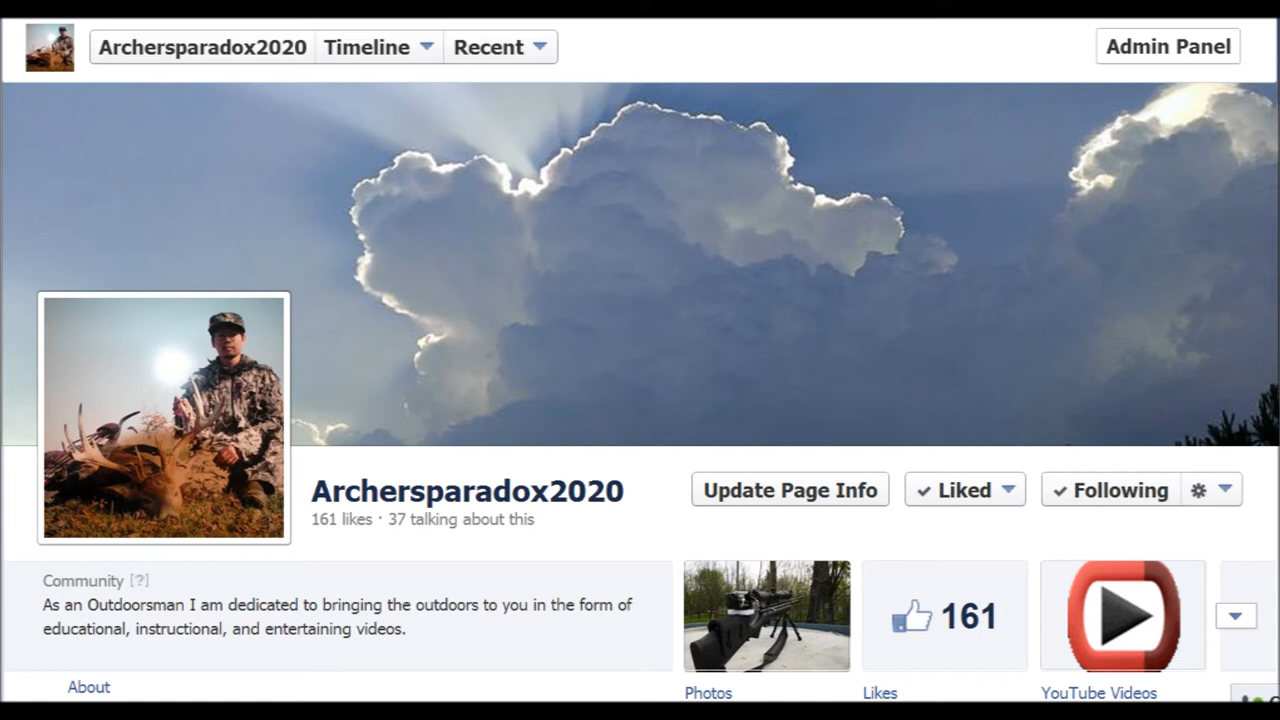 Archersparadox2020 Timeline Recent Admin Panel
Archersparadox2020 Update Page Info Liked Following
161 likes · 37 talking about this
Community [?]
As an Outdoorsman I am dedicated to bringing the outdoors to you in the form of
educational, instructional, and entertaining videos.
161
About
Photos Likes YouTube Videos